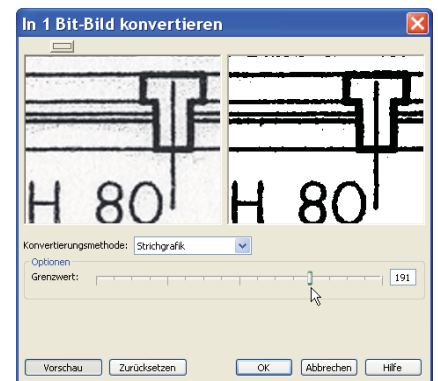 In 1 Bit-Bild konvertieren
H 80
H 80
Konvertierungsmethode: Strichgrafik
Optionen
Grenzwert: 191
Vorschau Zurücksetzen OK Abbrechen Hilfe